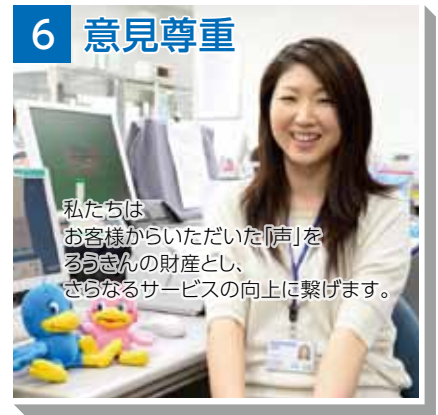 6 意見尊重
私たちは
お客様からいただいた「声」を
ろうきんの財産とし、
さらなるサービスの向上に繋げます。